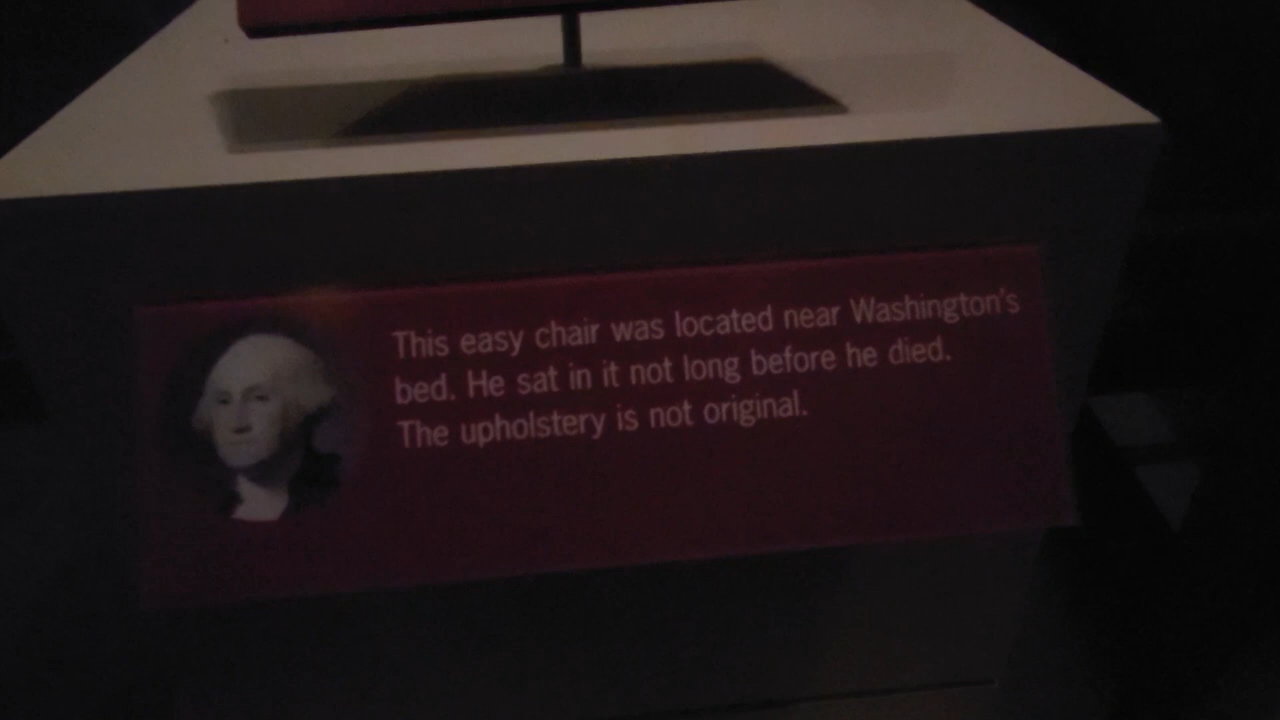 This easy chair was located near Washington's
bed. He sat in it not long before he died.
The upholstery is not original.